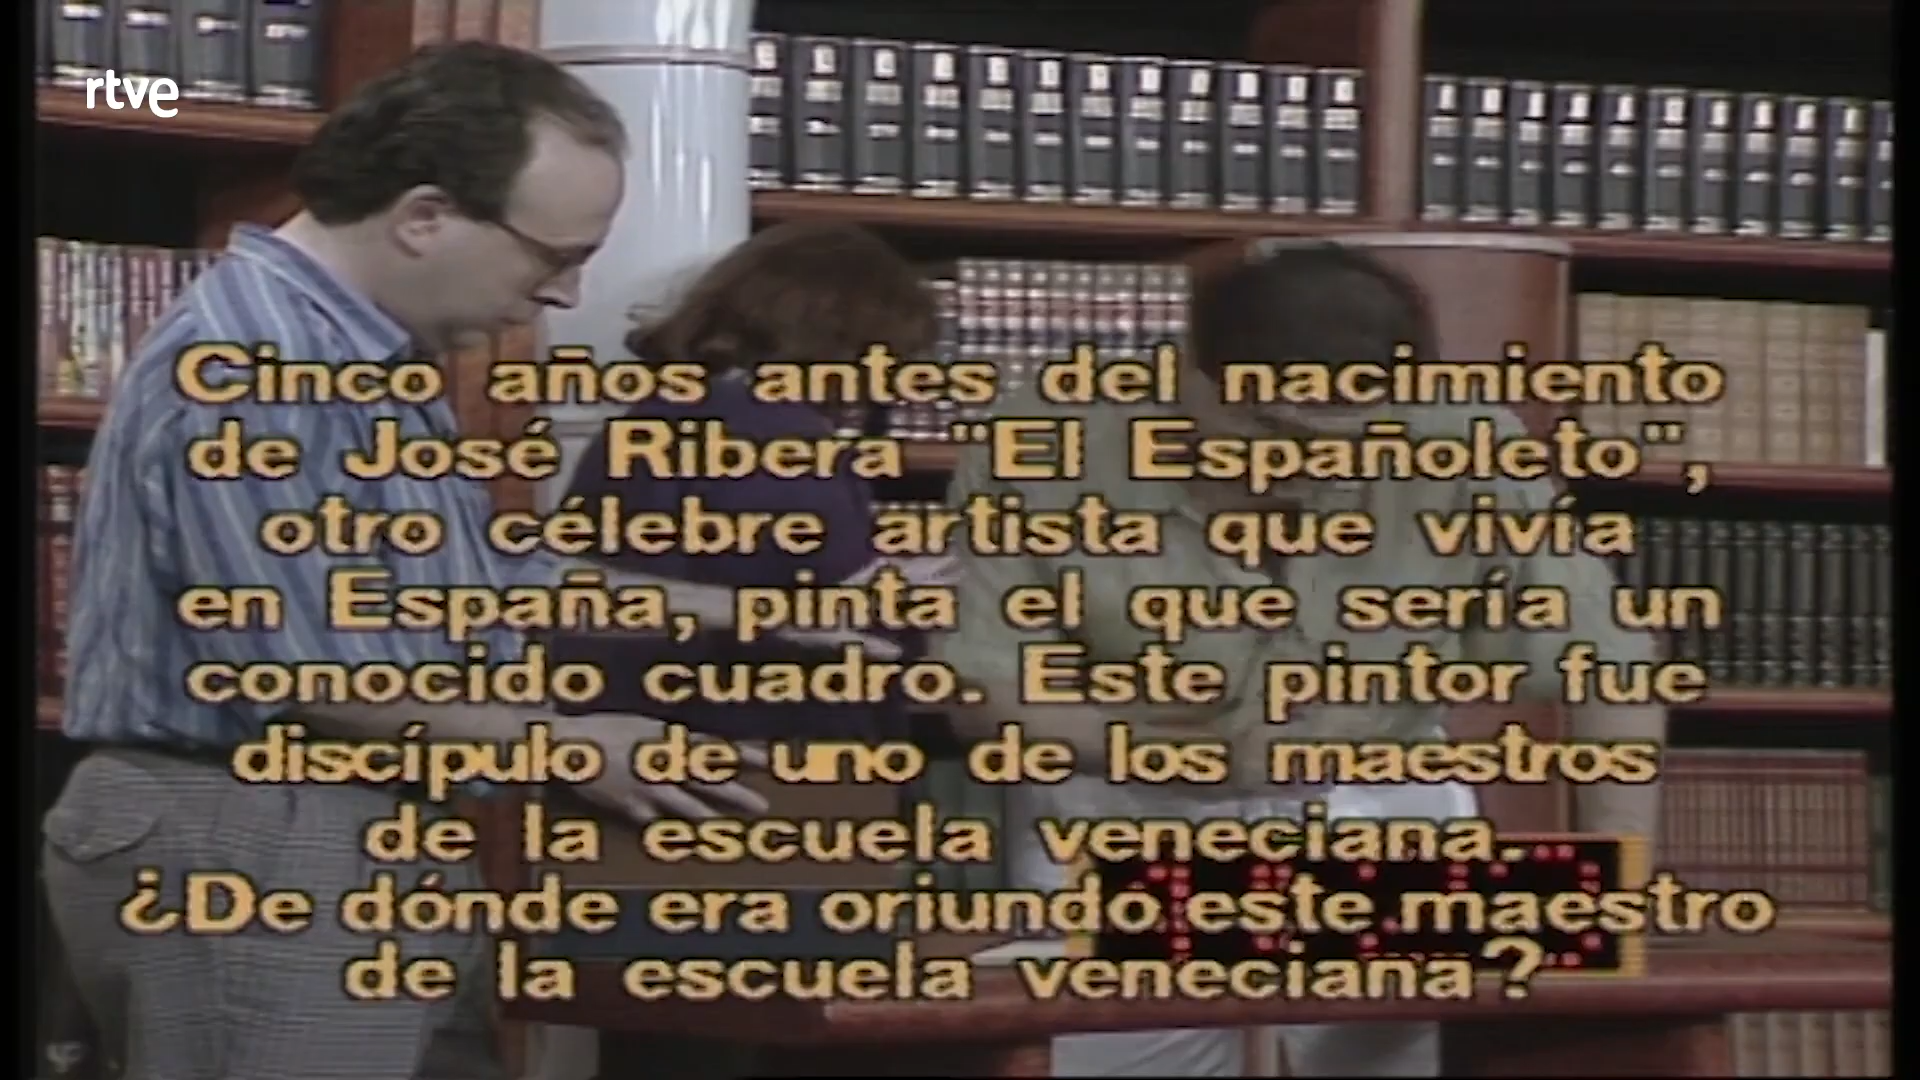 rtve
Cinco años antes del nacimiento
de José Ribera "El Españoleto",
otro célebre artista que vivía
en España, pinta el que sería un
conocido cuadro. Este pintor fue
discípulo de uno de los maestros
de la escuela veneciana.
¿De dónde era oriundo este maestro
de la escuela veneciana?